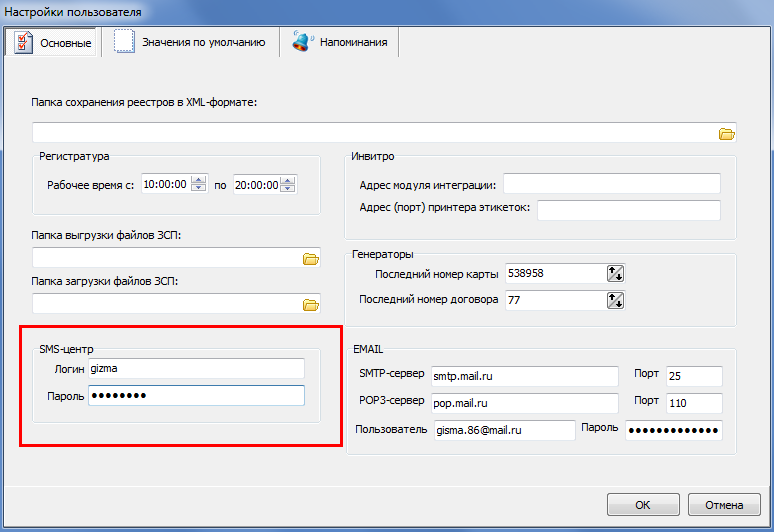 Настройки пользователя
Основные
Значения по умолчанию
Напоминания
Папка сохранения реестров в XML-формате:
Регистратура
Рабочее время с: 10:00:00 по 20:00:00
Инвитро
Адрес модуля интеграции:
Адрес (порт) принтера этикеток:
Папка выгрузки файлов ЗСП:
Папка загрузки файлов ЗСП:
Генераторы
Последний номер карты 538958
Последний номер договора 77
SMS-центр
Логин gizma
Пароль ●●●●●●●●
EMAIL
SMTP-сервер smtp.mail.ru Порт 25
POP3-сервер pop.mail.ru Порт 110
Пользователь gisma.86@mail.ru Пароль ●●●●●●●●●●●●●
ОК Отмена